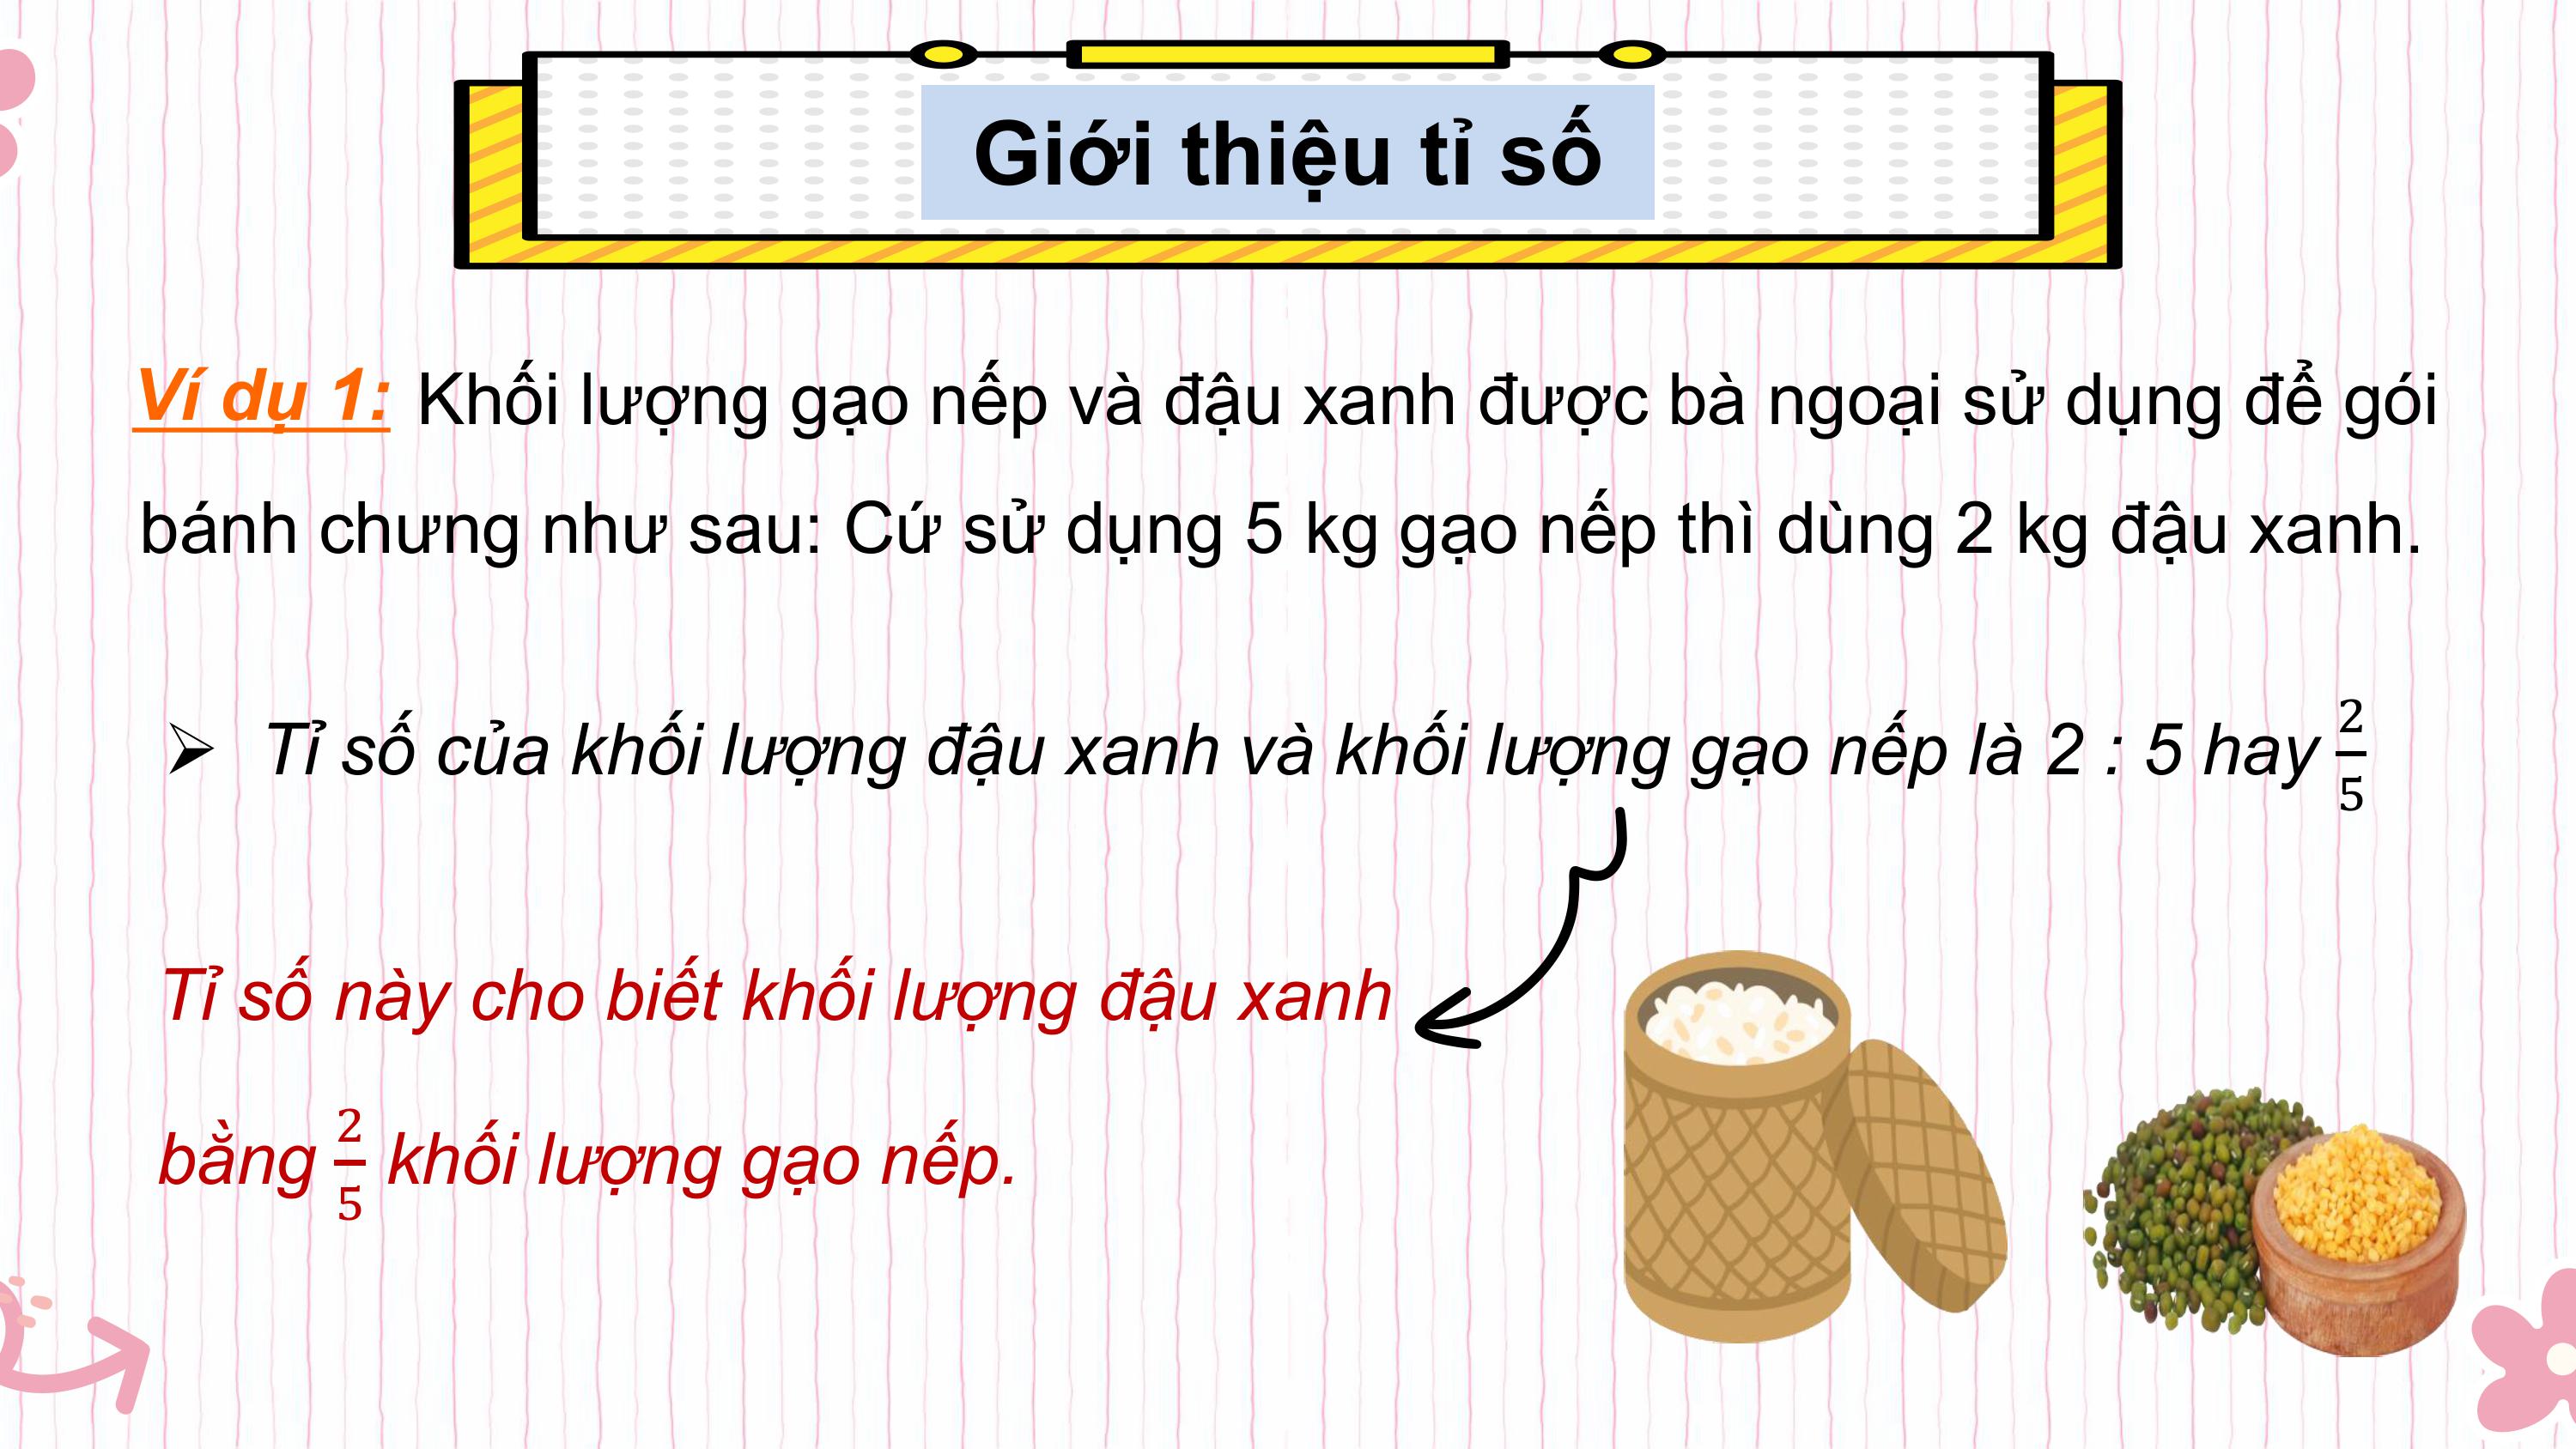 Giới thiệu tỉ số
Ví dụ 1: Khối lượng gạo nếp và đậu xanh được bà ngoại sử dụng để gói
bánh chưng như sau: Cứ sử dụng 5 kg gạo nếp thì dùng 2 kg đậu xanh.
➢ Tỉ số của khối lượng đậu xanh và khối lượng gạo nếp là 2 : 5 hay 2/5
Tỉ số này cho biết khối lượng đậu xanh
bằng 2/5 khối lượng gạo nếp.